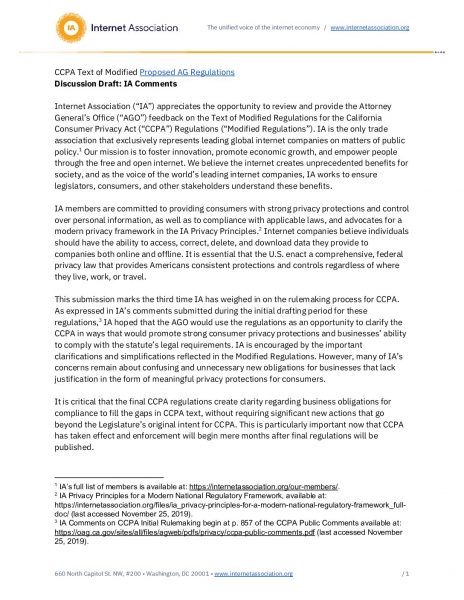 IA
Internet Association
The unified voice of the internet economy / www.internetassociation.org
CCPA Text of Modified Proposed AG Regulations
Discussion Draft: IA Comments
Internet Association (“IA”) appreciates the opportunity to review and provide the Attorney
General’s Office (“AGO”) feedback on the Text of Modified Regulations for the California
Consumer Privacy Act (“CCPA”) Regulations (“Modified Regulations”). IA is the only trade
association that exclusively represents leading global internet companies on matters of public
policy.1 Our mission is to foster innovation, promote economic growth, and empower people
through the free and open internet. We believe the internet creates unprecedented benefits for
society, and as the voice of the world’s leading internet companies, IA works to ensure
legislators, consumers, and other stakeholders understand these benefits.
IA members are committed to providing consumers with strong privacy protections and control
over personal information, as well as to compliance with applicable laws, and advocates for a
modern privacy framework in the IA Privacy Principles.2 Internet companies believe individuals
should have the ability to access, correct, delete, and download data they provide to
companies both online and offline. It is essential that the U.S. enact a comprehensive, federal
privacy law that provides Americans consistent protections and controls regardless of where
they live, work, or travel.
This submission marks the third time IA has weighed in on the rulemaking process for CCPA.
As expressed in IA’s comments submitted during the initial drafting period for these
regulations,3 IA hoped that the AGO would use the regulations as an opportunity to clarify the
CCPA in ways that would promote strong consumer privacy protections and businesses’ ability
to comply with the statute’s legal requirements. IA is encouraged by the important
clarifications and simplifications reflected in the Modified Regulations. However, many of IA’s
concerns remain about confusing and unnecessary new obligations for businesses that lack
justification in the form of meaningful privacy protections for consumers.
It is critical that the final CCPA regulations create clarity regarding business obligations for
compliance to fill the gaps in CCPA text, without requiring significant new actions that go
beyond the Legislature’s original intent for CCPA. This is particularly important now that CCPA
has taken effect and enforcement will begin mere months after final regulations will be
published.
1 IA’s full list of members is available at: https://internetassociation.org/our-members/.
2 IA Privacy Principles for a Modern National Regulatory Framework, available at:
https://internetassociation.org/files/ia_privacy-principles-for-a-modern-national-regulatory-framework_full-
doc/ (last accessed November 25, 2019).
3 IA Comments on CCPA Initial Rulemaking begin at p. 857 of the CCPA Public Comments available at:
https://oag.ca.gov/sites/all/files/agweb/pdfs/privacy/ccpa-public-comments.pdf (last accessed November
25, 2019).
660 North Capitol St. NW, #200 • Washington, DC 20001 • www.internetassociation.org / 1